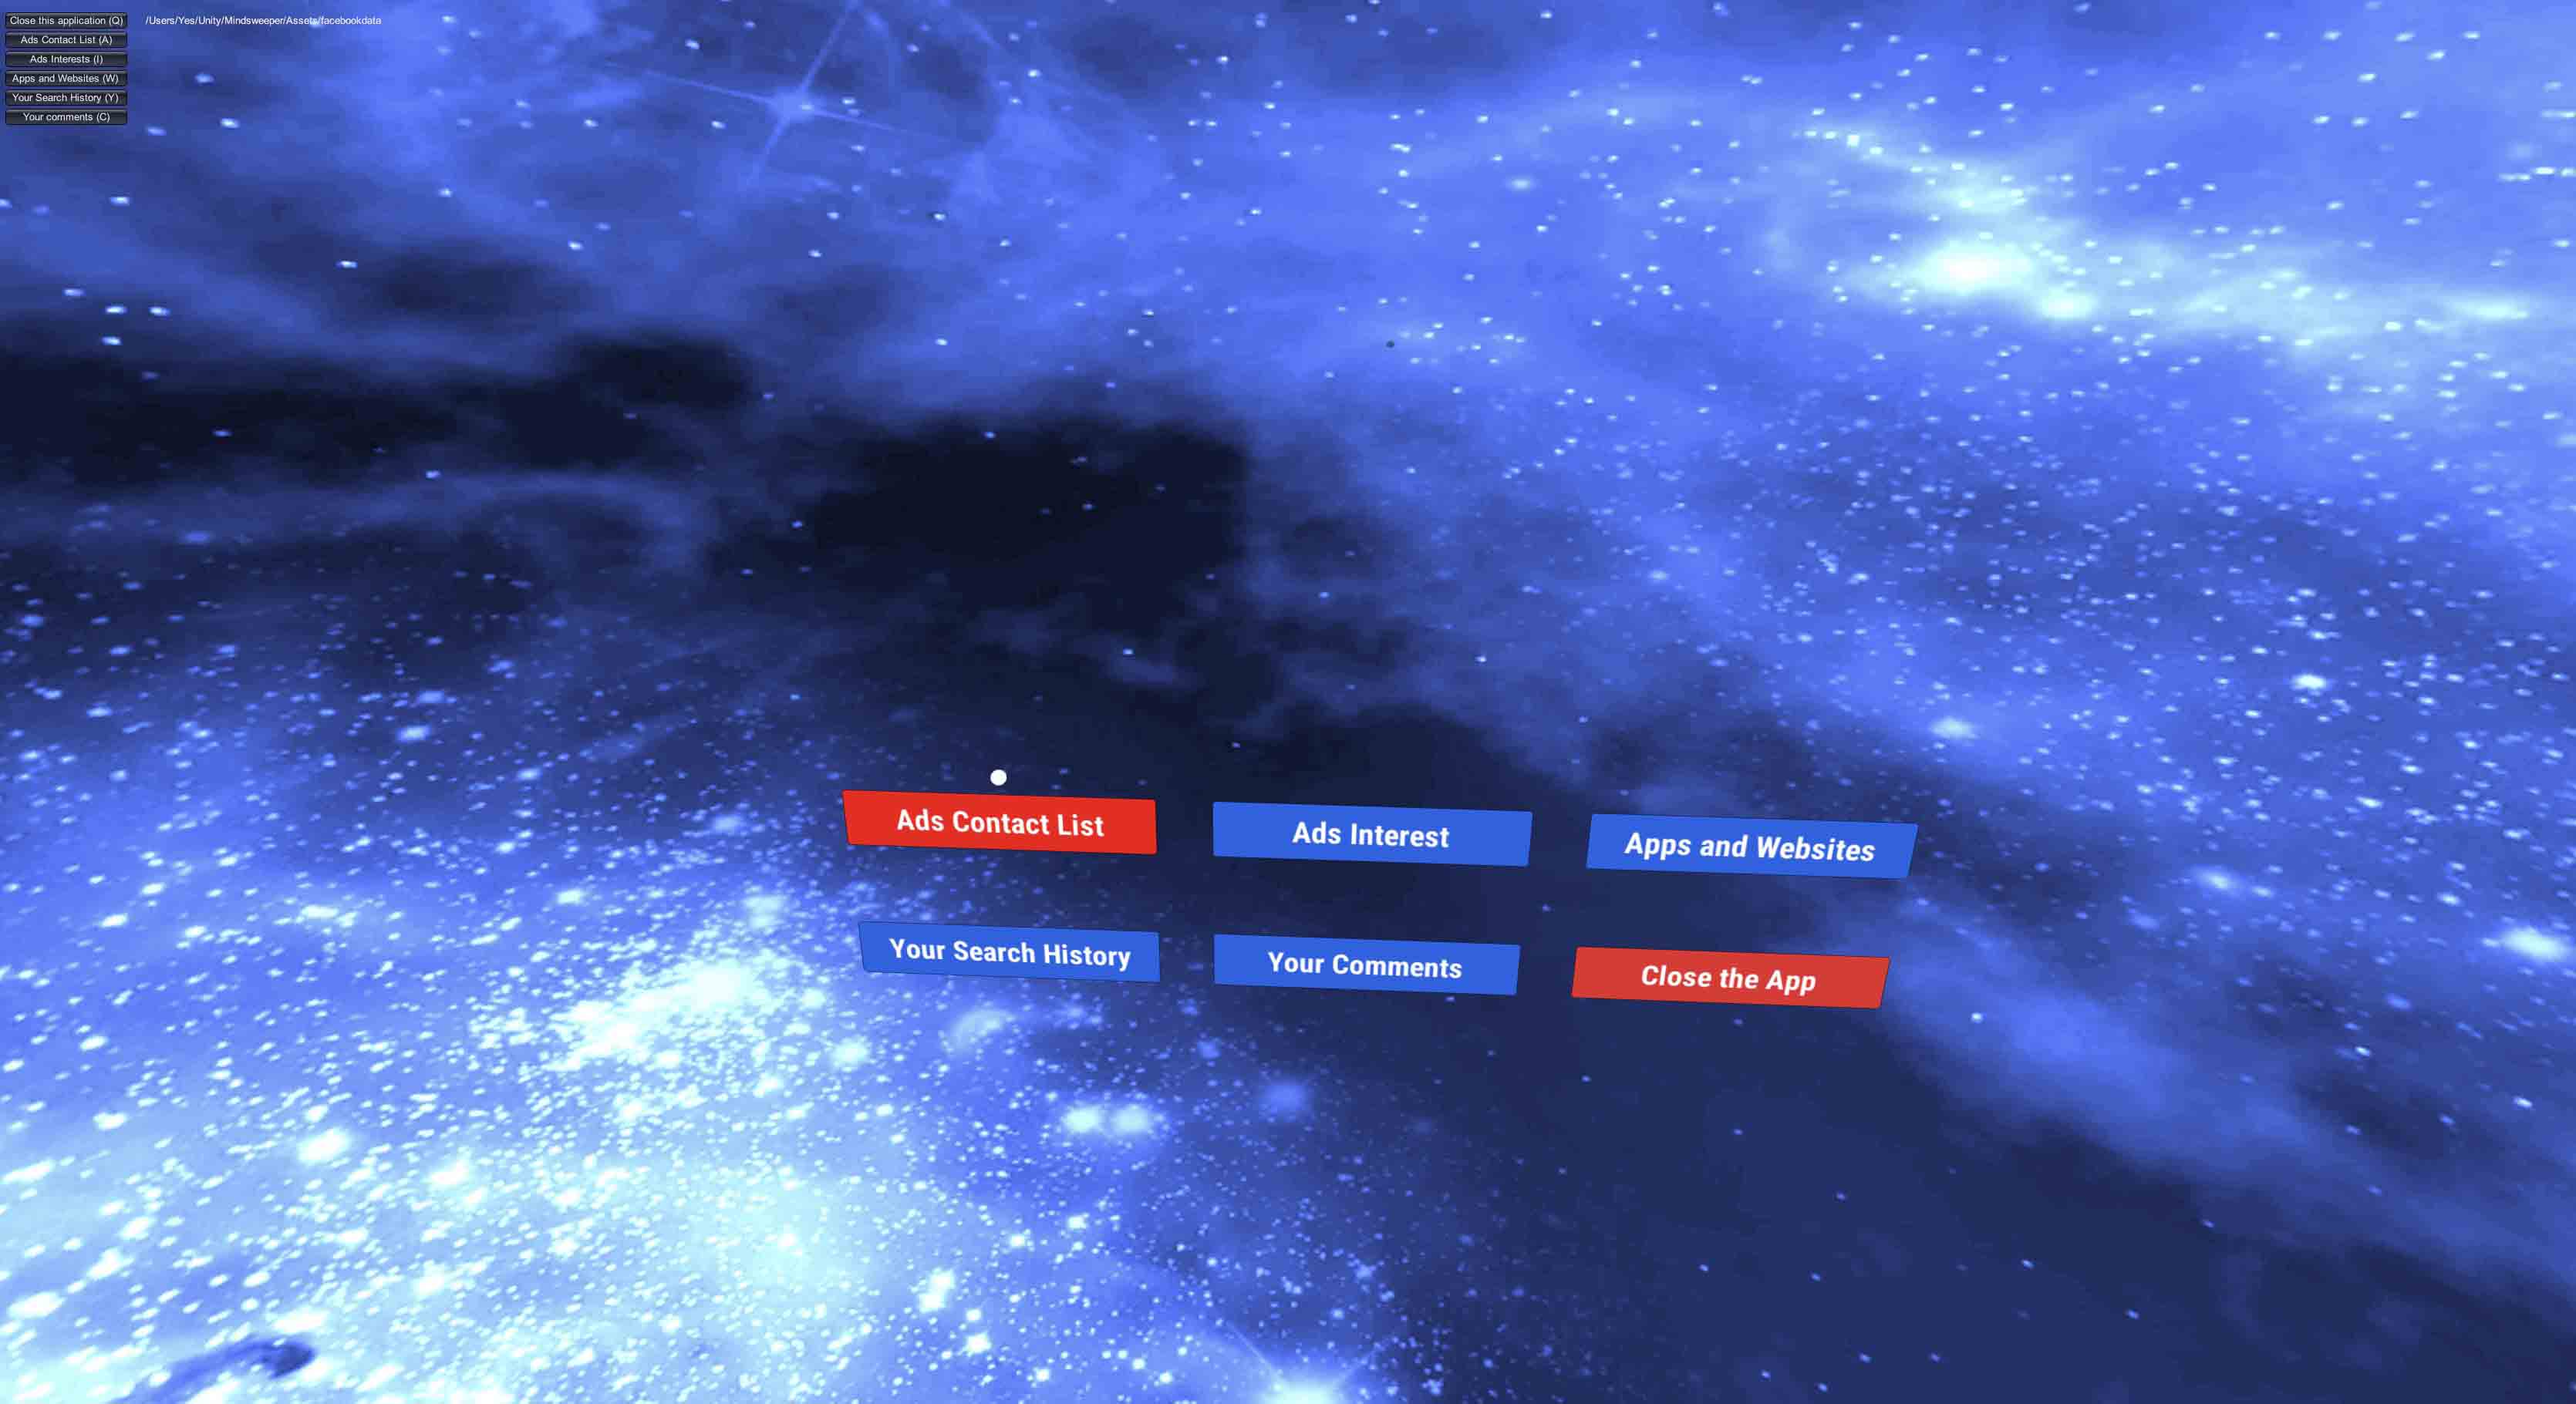 Close this application (Q)
/Users/Yes/Unity/Mindsweeper/Assets/facebookdata
Ads Contact List (A)
Ads Interests (I)
Apps and Websites (W)
Your Search History (Y)
Your comments (C)
Ads Contact List
Ads Interest
Apps and Websites
Your Search History
Your Comments
Close the App